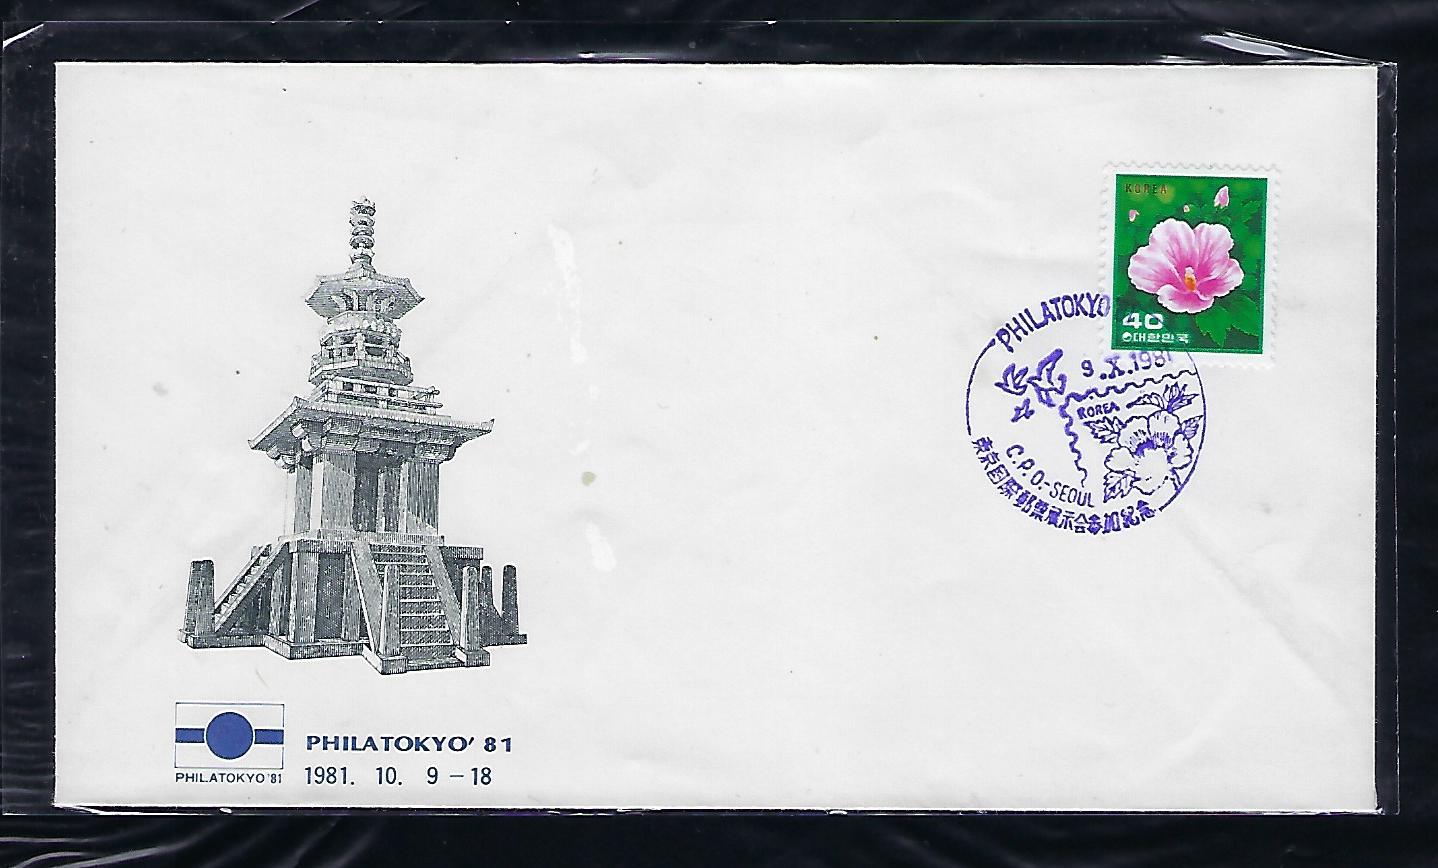 KOREA
40
대한민국
PHILATOKYO
9.X.1981
KOREA
C.P.O.-SEOUL
東京国際郵票展示会参加紀念
PHILATOKYO'81
PHILATOKYO' 81
1981. 10. 9 – 18